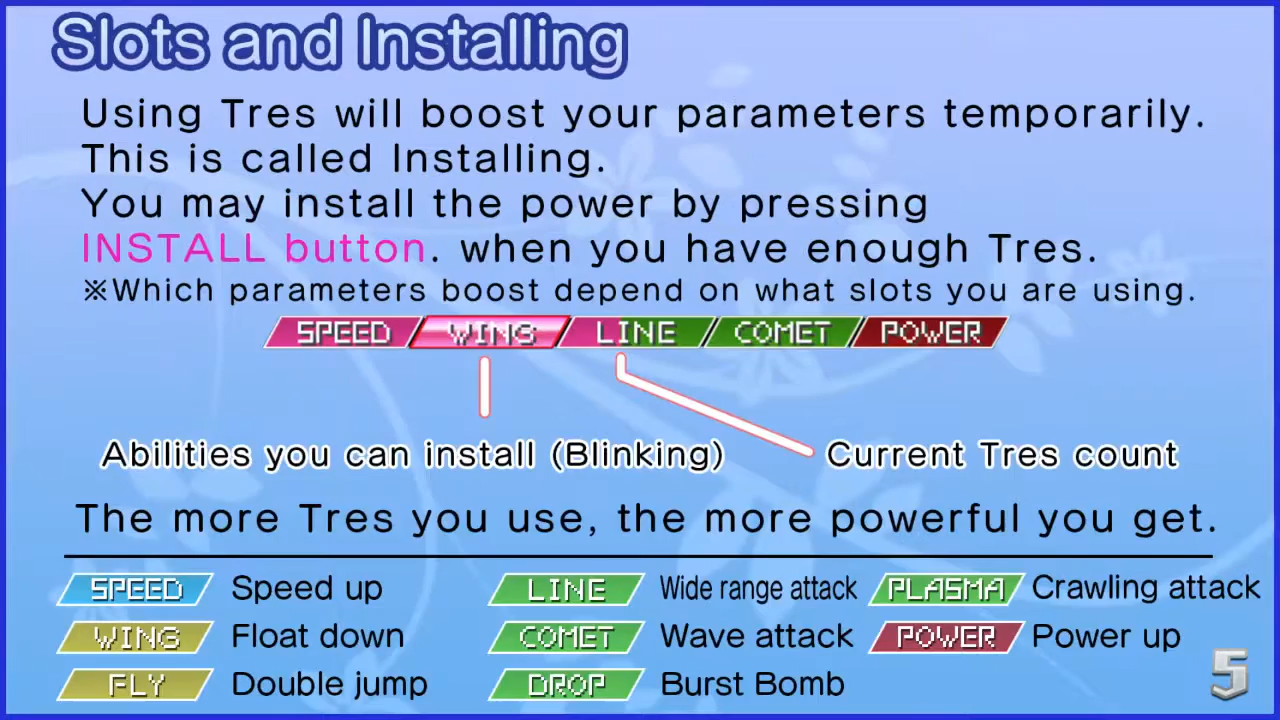 Slots and Installing
Using Tres will boost your parameters temporarily.
This is called Installing.
You may install the power by pressing
INSTALL button. when you have enough Tres.
※Which parameters boost depend on what slots you are using.
SPEED WING LINE COMET POWER
Abilities you can install (Blinking) Current Tres count
The more Tres you use, the more powerful you get.
SPEED Speed up LINE Wide range attack PLASMA Crawling attack
WING Float down COMET Wave attack POWER Power up
FLY Double jump DROP Burst Bomb
5